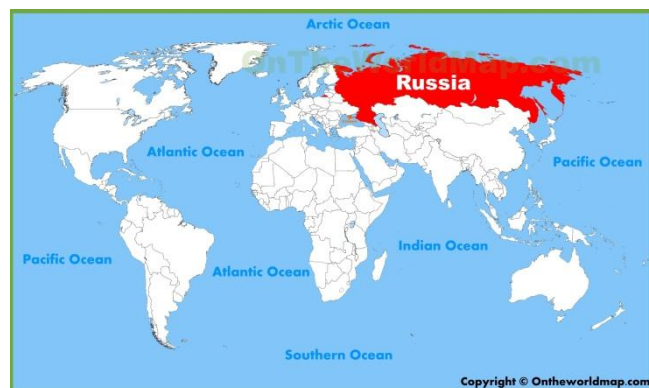 Arctic Ocean
OnTheWorldMap.com
Russia
Atlantic Ocean
Pacific Ocean
Pacific Ocean
Indian Ocean
Atlantic Ocean
Southern Ocean
Copyright © Ontheworldmap.com